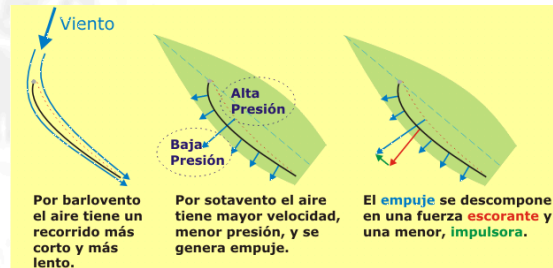 Viento
Alta
Presión
Baja
Presión
Por barlovento
el aire tiene un
recorrido más
corto y más
lento.
Por sotavento el aire
tiene mayor velocidad,
menor presión, y se
genera empuje.
El empuje se descompone
en una fuerza escorante y
una menor, impulsora.